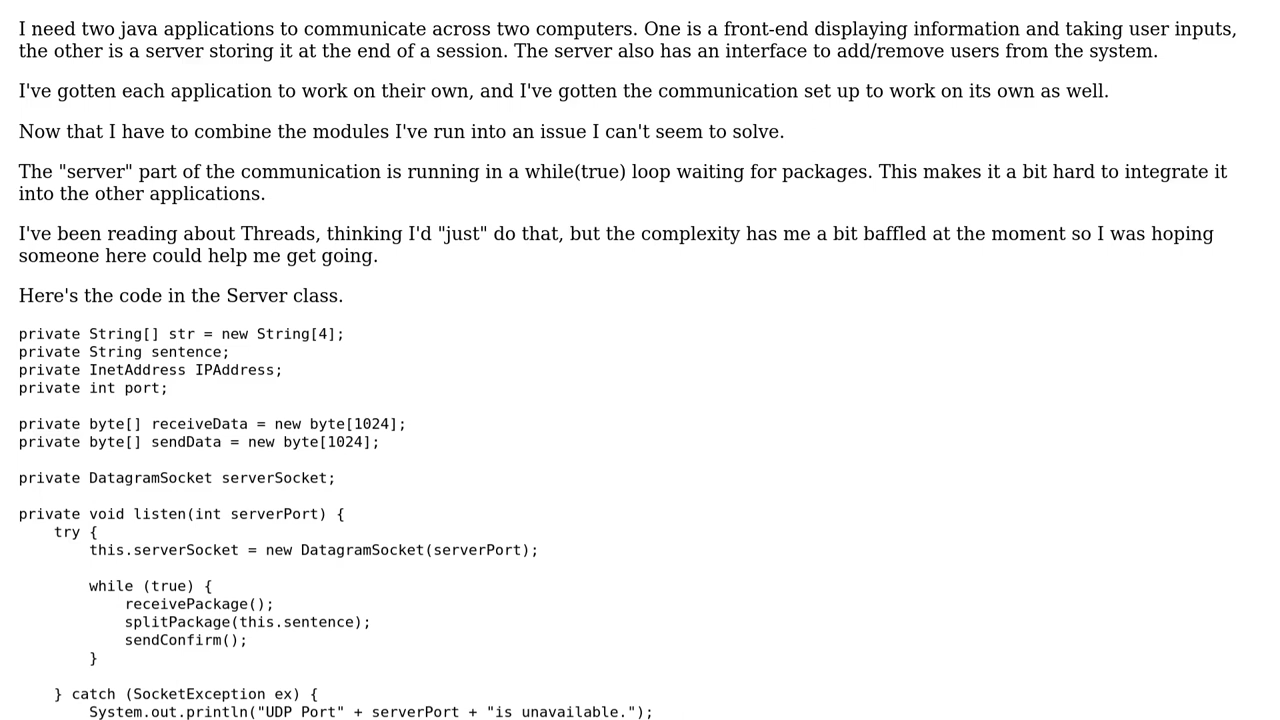 I need two java applications to communicate across two computers. One is a front-end displaying information and taking user inputs,
the other is a server storing it at the end of a session. The server also has an interface to add/remove users from the system.
I've gotten each application to work on their own, and I've gotten the communication set up to work on its own as well.
Now that I have to combine the modules I've run into an issue I can't seem to solve.
The "server" part of the communication is running in a while(true) loop waiting for packages. This makes it a bit hard to integrate it
into the other applications.
I've been reading about Threads, thinking I'd "just" do that, but the complexity has me a bit baffled at the moment so I was hoping
someone here could help me get going.
Here's the code in the Server class.
private String[] str = new String[4];
private String sentence;
private InetAddress IPAddress;
private int port;
private byte[] receiveData = new byte[1024];
private byte[] sendData = new byte[1024];
private DatagramSocket serverSocket;
private void listen(int serverPort) {
    try {
        this.serverSocket = new DatagramSocket(serverPort);
        while (true) {
            receivePackage();
            splitPackage(this.sentence);
            sendConfirm();
        }
    } catch (SocketException ex) {
        System.out.println("UDP Port" + serverPort + "is unavailable.");